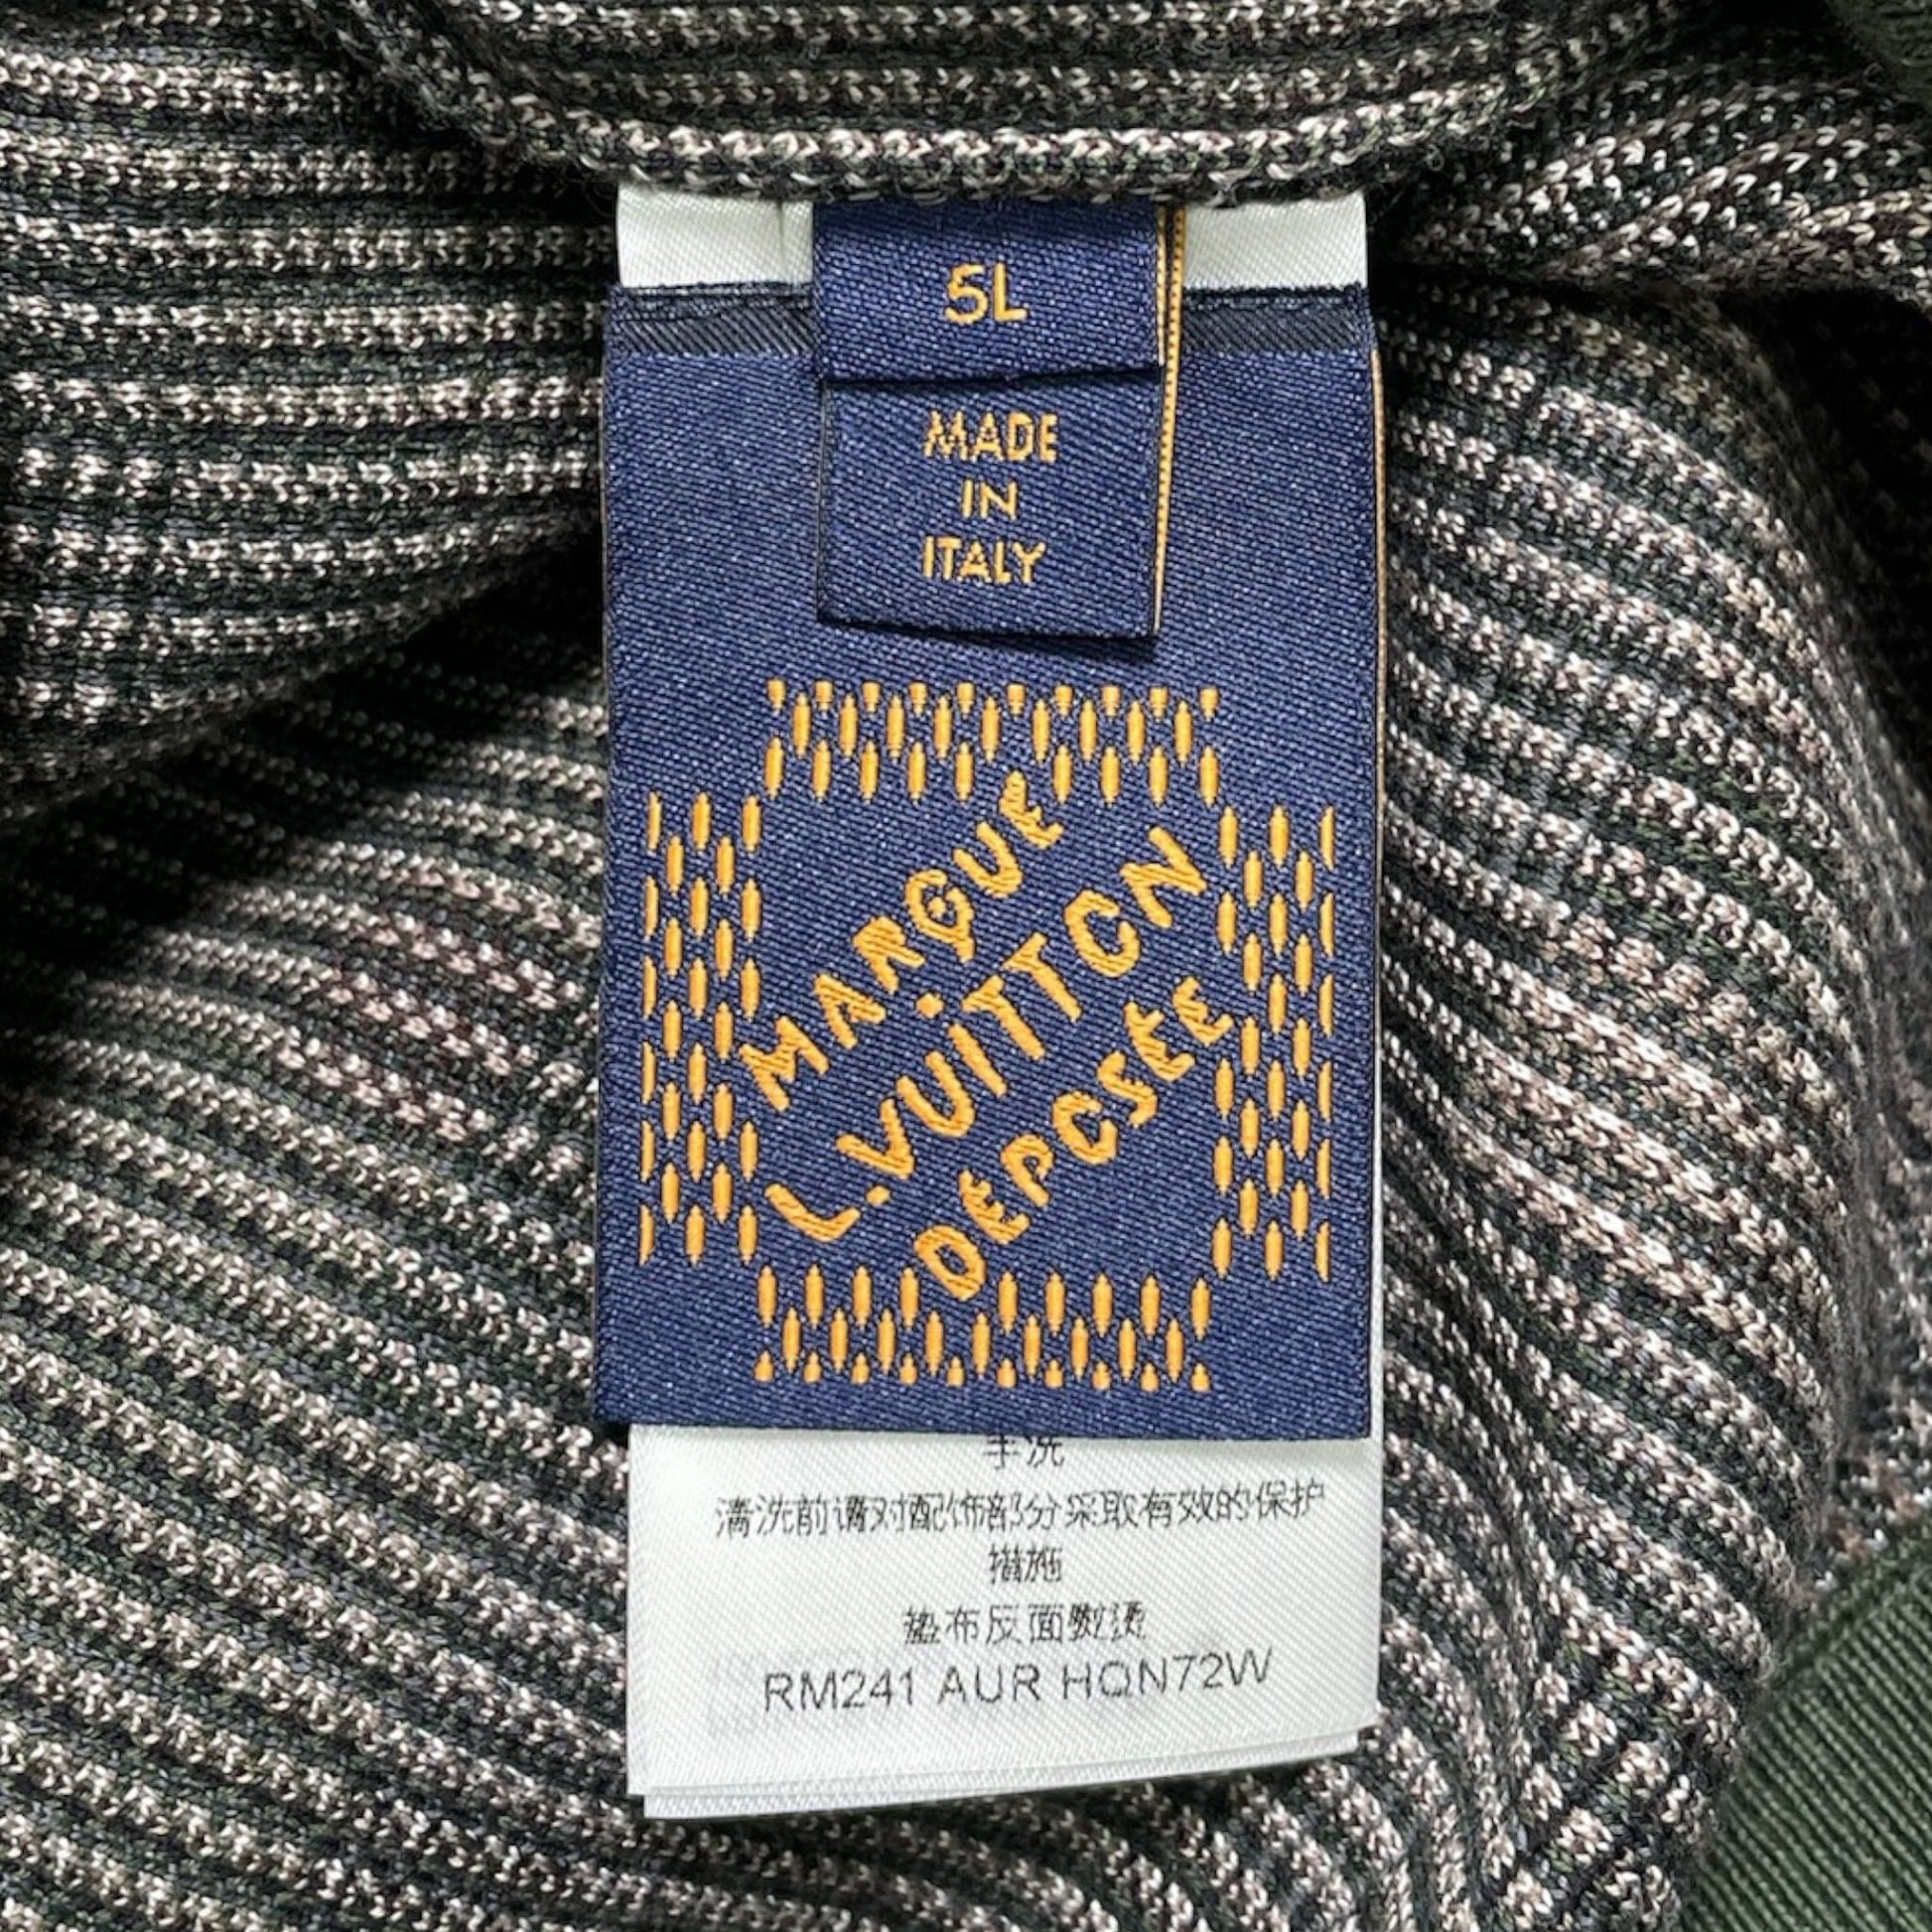 5L
MADE
IN
ITALY
MARQUE
L.VUITTON
DEPOSÉE
手洗
清洗前请对配饰部分采取有效的保护
措施
垫布反面熨烫
RM241 AUR HQN72W